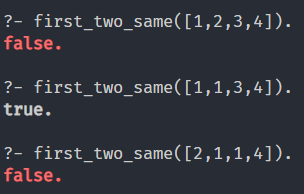 ?- first_two_same([1,2,3,4]).
false.
?- first_two_same([1,1,3,4]).
true.
?- first_two_same([2,1,1,4]).
false.